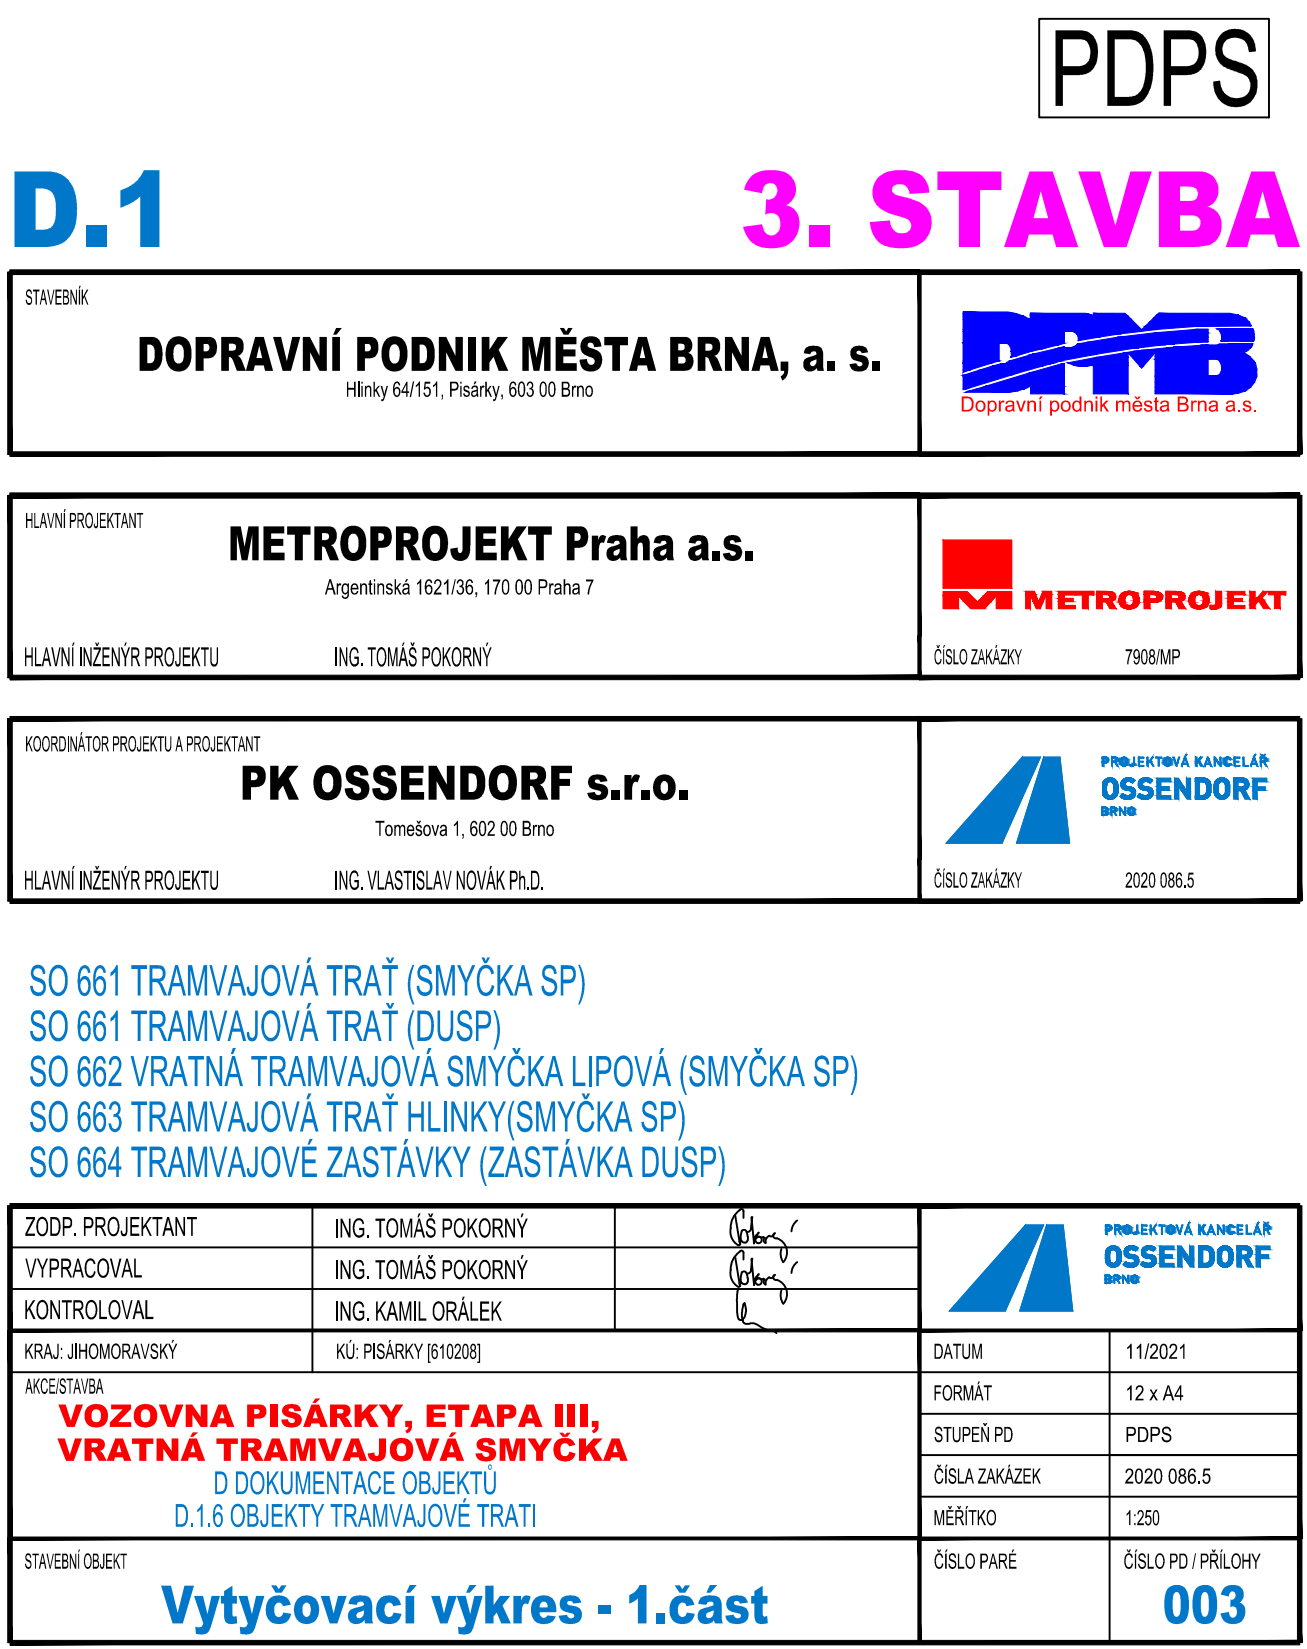 PDPS
D.1 3. STAVBA
STAVEBNÍK
DOPRAVNÍ PODNIK MĚSTA BRNA, a. s.
Hlinky 64/151, Pisárky, 603 00 Brno
DPMB
Dopravní podnik města Brna a.s.
HLAVNÍ PROJEKTANT
METROPROJEKT Praha a.s.
Argentinská 1621/36, 170 00 Praha 7
METROPROJEKT
HLAVNÍ INŽENÝR PROJEKTU ING. TOMÁŠ POKORNÝ
ČÍSLO ZAKÁZKY 7908/MP
KOORDINÁTOR PROJEKTU A PROJEKTANT
PK OSSENDORF s.r.o.
Tomešova 1, 602 00 Brno
PROJEKTOVÁ KANCELÁŘ
OSSENDORF
BRNO
HLAVNÍ INŽENÝR PROJEKTU ING. VLASTISLAV NOVÁK Ph.D.
ČÍSLO ZAKÁZKY 2020 086.5
SO 661 TRAMVAJOVÁ TRAŤ (SMYČKA SP)
SO 661 TRAMVAJOVÁ TRAŤ (DUSP)
SO 662 VRATNÁ TRAMVAJOVÁ SMYČKA LIPOVÁ (SMYČKA SP)
SO 663 TRAMVAJOVÁ TRAŤ HLINKY(SMYČKA SP)
SO 664 TRAMVAJOVÉ ZASTÁVKY (ZASTÁVKA DUSP)
ZODP. PROJEKTANT ING. TOMÁŠ POKORNÝ
VYPRACOVAL ING. TOMÁŠ POKORNÝ
KONTROLOVAL ING. KAMIL ORÁLEK
PROJEKTOVÁ KANCELÁŘ
OSSENDORF
BRNO
KRAJ: JIHOMORAVSKÝ KÚ: PISÁRKY [610208]
DATUM 11/2021
FORMÁT 12 x A4
STUPEŇ PD PDPS
ČÍSLA ZAKÁZEK 2020 086.5
MĚŘÍTKO 1:250
AKCE/STAVBA
VOZOVNA PISÁRKY, ETAPA III,
VRATNÁ TRAMVAJOVÁ SMYČKA
D DOKUMENTACE OBJEKTŮ
D.1.6 OBJEKTY TRAMVAJOVÉ TRATI
STAVEBNÍ OBJEKT
Vytyčovací výkres - 1.část
ČÍSLO PARÉ
ČÍSLO PD / PŘÍLOHY
003